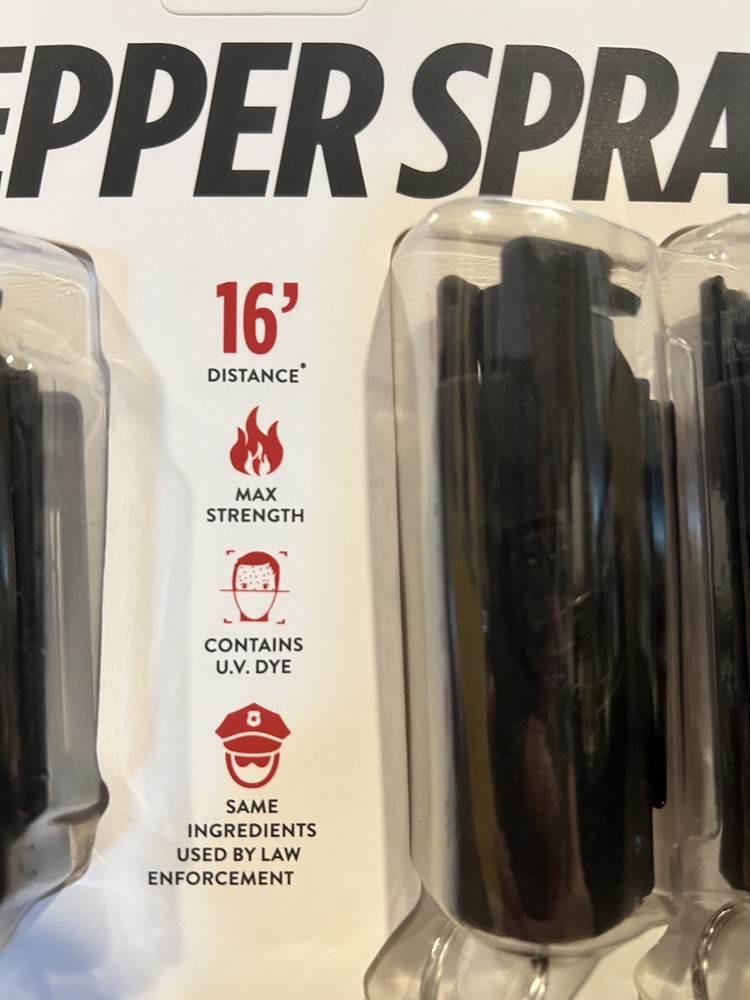 EPPER SPRA
16’
DISTANCE*
MAX
STRENGTH
CONTAINS
U.V. DYE
SAME
INGREDIENTS
USED BY LAW
ENFORCEMENT